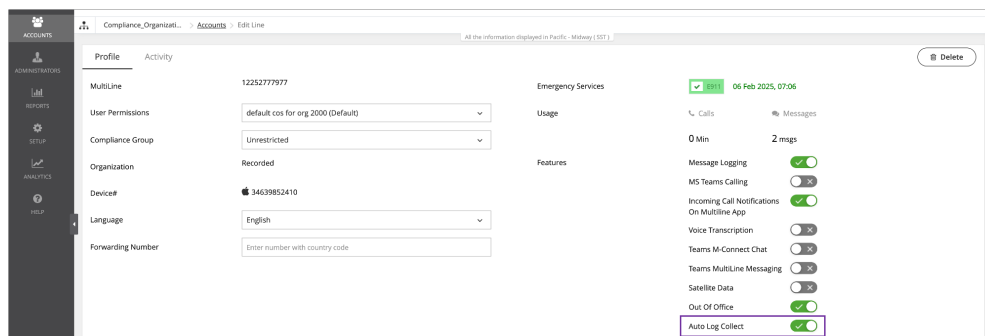 ACCOUNTS
ADMINISTRATORS
REPORTS
SETUP
ANALYTICS
HELP
Compliance_Organizati... > Accounts > Edit Line
All the information displayed in Pacific - Midway ( SST )
Profile Activity
Delete
MultiLine 12252777977
User Permissions default cos for org 2000 (Default)
Compliance Group Unrestricted
Organization Recorded
Device# 34639852410
Language English
Forwarding Number Enter number with country code
Emergency Services E911 06 Feb 2025, 07:06
Usage Calls Messages
0 Min 2 msgs
Features Message Logging
MS Teams Calling
Incoming Call Notifications
On Multiline App
Voice Transcription
Teams M-Connect Chat
Teams MultiLine Messaging
Satellite Data
Out Of Office
Auto Log Collect